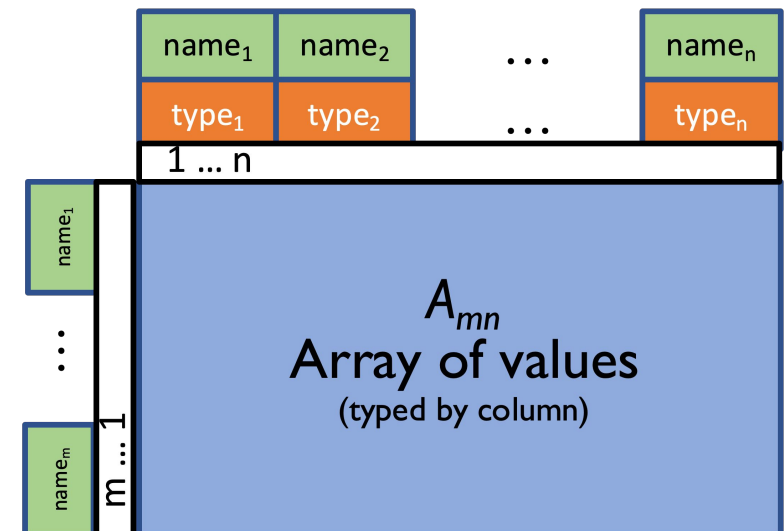 name₁ name₂ ... nameₙ
type₁ type₂ ... typeₙ
1 ... n
name₁
...
nameₘ
m ... 1
Aₘₙ
Array of values
(typed by column)